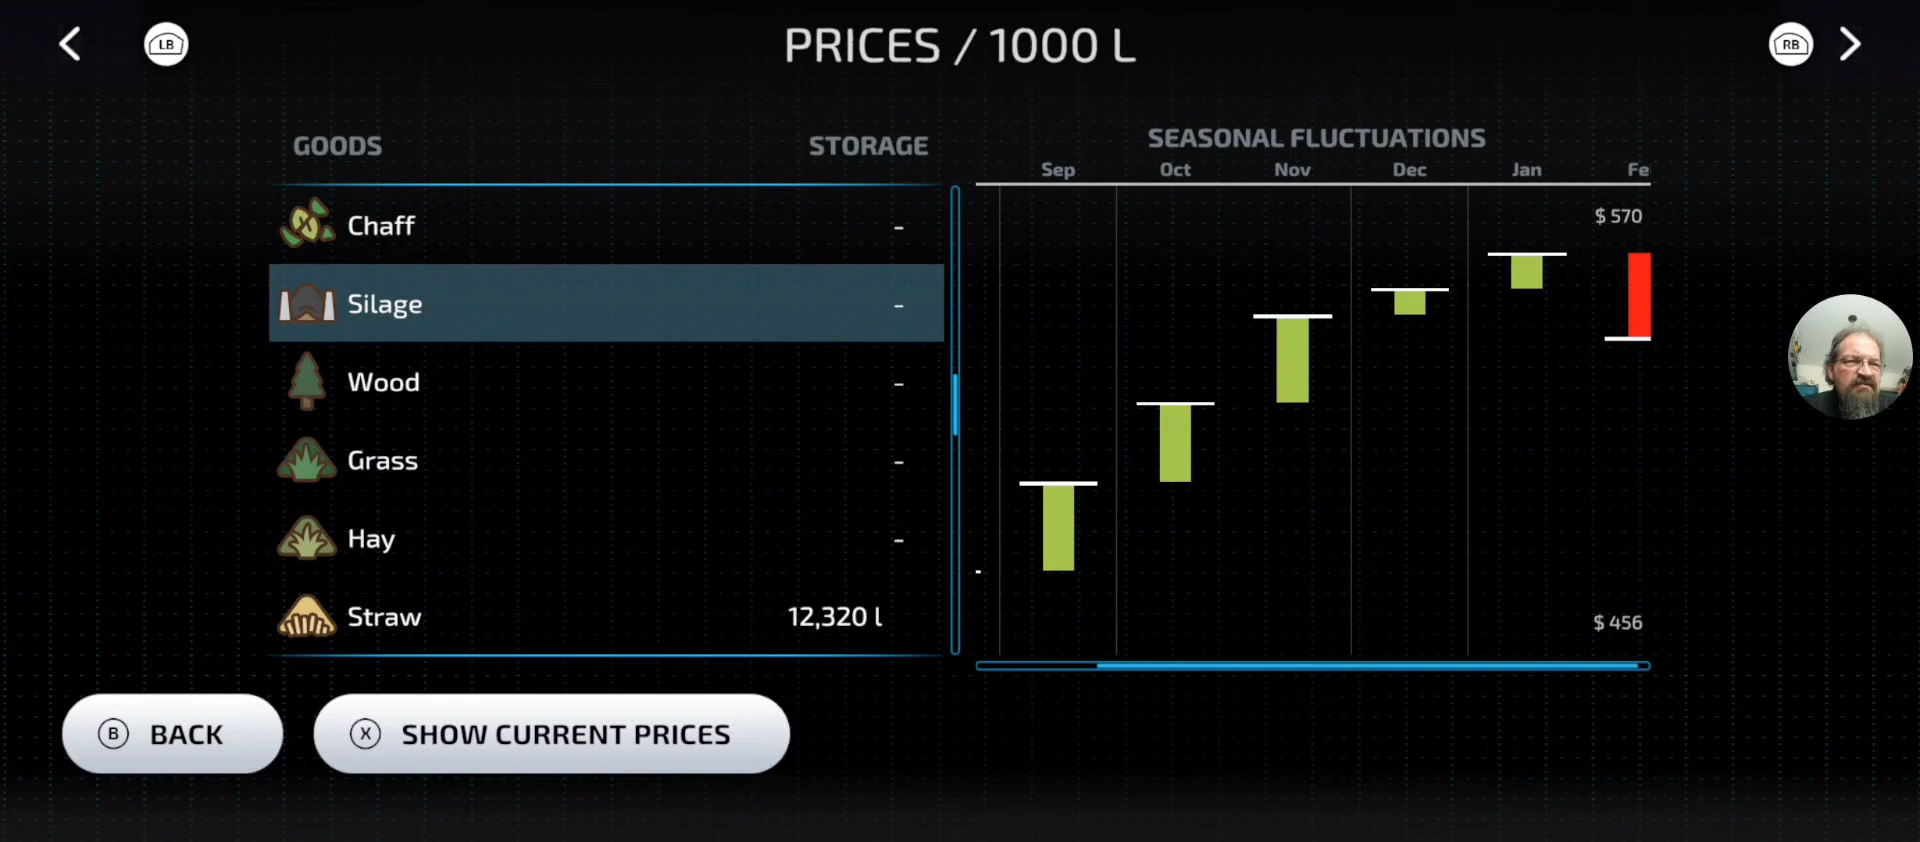 LB
PRICES / 1000 L
RB
GOODS STORAGE
Chaff -
Silage -
Wood -
Grass -
Hay -
Straw 12,320 l
SEASONAL FLUCTUATIONS
Sep Oct Nov Dec Jan Fe
$ 570
$ 456
B BACK
X SHOW CURRENT PRICES